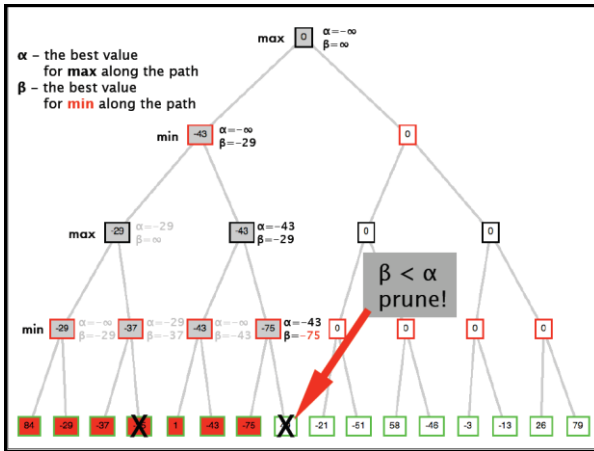 max 0 α=-∞
β=∞
α - the best value
for max along the path
β - the best value
for min along the path
min -43 α=-∞
β=-29
0
max -29 α=-29
β=∞
-43 α=-43
β=-29
0
0
β < α
prune!
min -29 α=-∞
β=-29
-37 α=-29
β=-37
-43 α=-∞
β=-43
-75 α=-43
β=-75
0
0
0
0
84 -29 -37 X 1 -43 -75 X -21 -51 58 -46 -3 -13 26 79